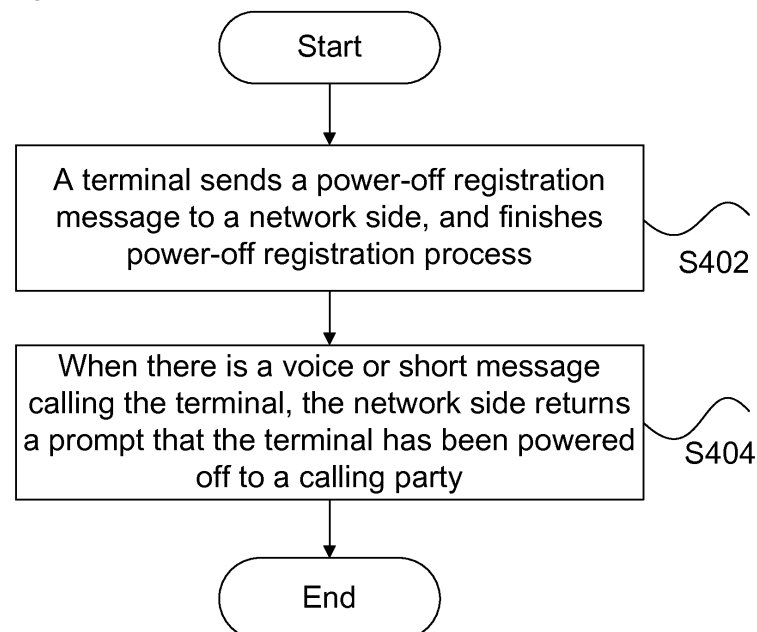 Start
A terminal sends a power-off registration
message to a network side, and finishes
power-off registration process
S402
When there is a voice or short message
calling the terminal, the network side returns
a prompt that the terminal has been powered
off to a calling party
S404
End